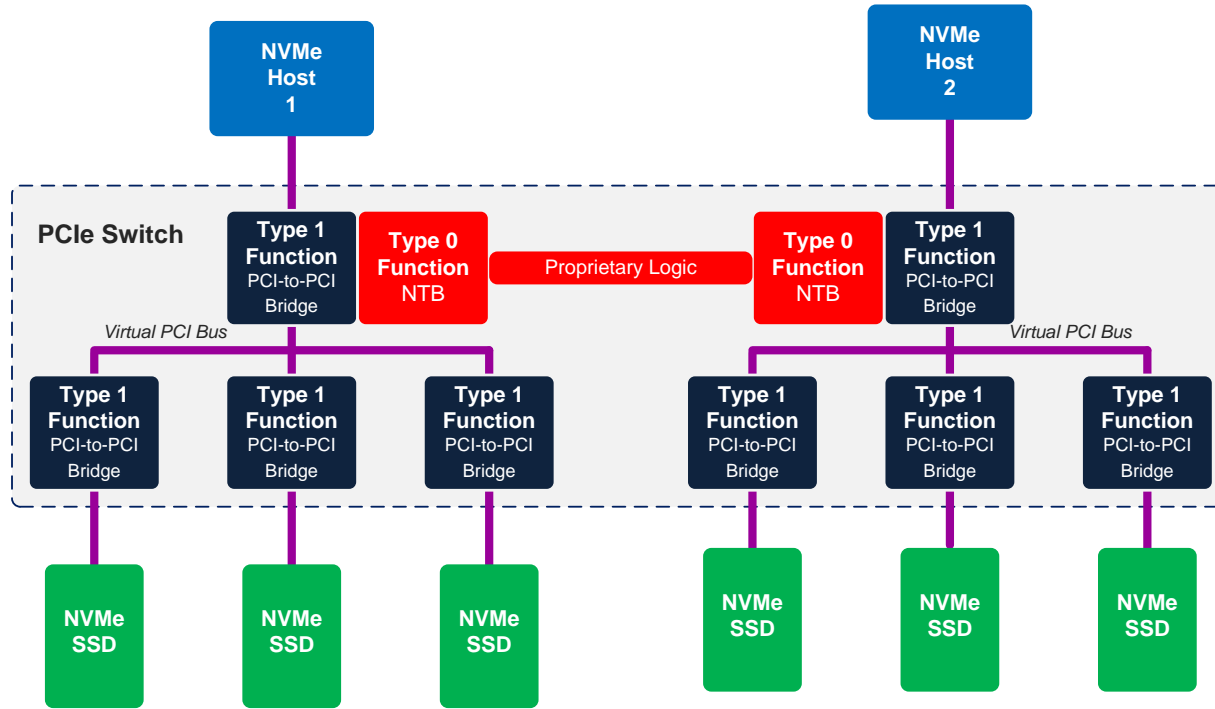 NVMe
Host
1
NVMe
Host
2
PCIe Switch
Type 1
Function
PCI-to-PCI
Bridge
Type 0
Function
NTB
Proprietary Logic
Type 0
Function
NTB
Type 1
Function
PCI-to-PCI
Bridge
Virtual PCI Bus
Virtual PCI Bus
Type 1
Function
PCI-to-PCI
Bridge
Type 1
Function
PCI-to-PCI
Bridge
Type 1
Function
PCI-to-PCI
Bridge
Type 1
Function
PCI-to-PCI
Bridge
Type 1
Function
PCI-to-PCI
Bridge
Type 1
Function
PCI-to-PCI
Bridge
NVMe
SSD
NVMe
SSD
NVMe
SSD
NVMe
SSD
NVMe
SSD
NVMe
SSD